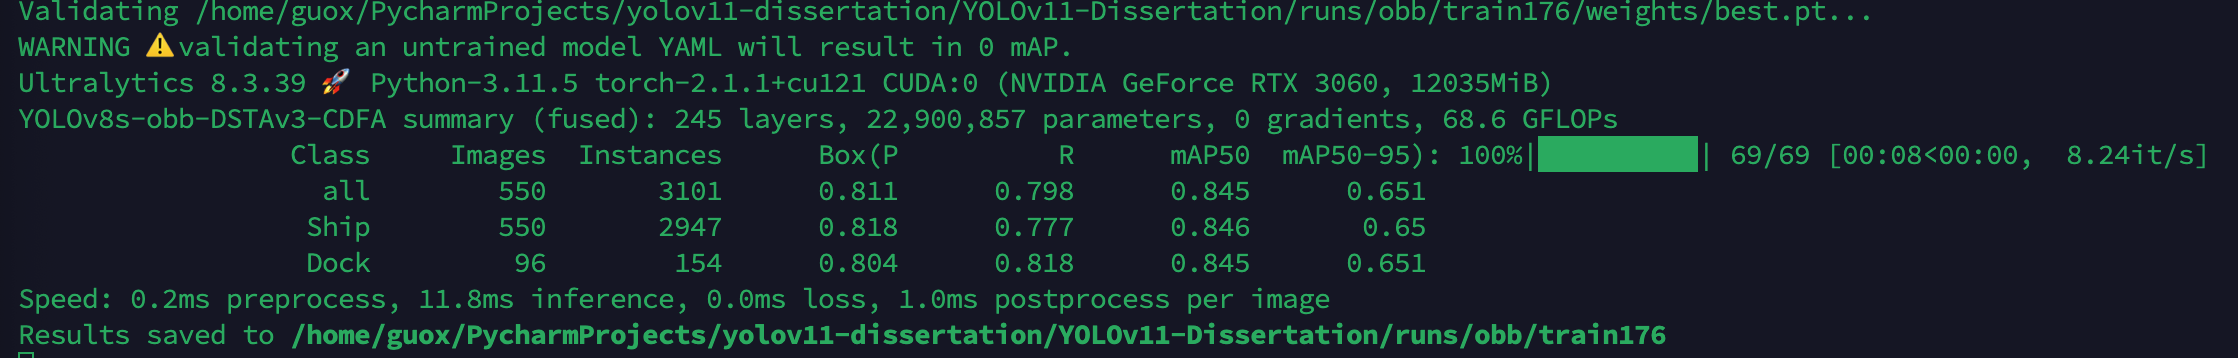 Validating /home/guox/PycharmProjects/yolov11-dissertation/YOLOv11-Dissertation/runs/obb/train176/weights/best.pt...
WARNING ⚠️validating an untrained model YAML will result in 0 mAP.
Ultralytics 8.3.39 🚀 Python-3.11.5 torch-2.1.1+cu121 CUDA:0 (NVIDIA GeForce RTX 3060, 12035MiB)
YOLOv8s-obb-DSTAv3-CDFA summary (fused): 245 layers, 22,900,857 parameters, 0 gradients, 68.6 GFLOPs
Class Images Instances Box(P R mAP50 mAP50-95): 100%|██████████| 69/69 [00:08<00:00, 8.24it/s]
all 550 3101 0.811 0.798 0.845 0.651
Ship 550 2947 0.818 0.777 0.846 0.65
Dock 96 154 0.804 0.818 0.845 0.651
Speed: 0.2ms preprocess, 11.8ms inference, 0.0ms loss, 1.0ms postprocess per image
Results saved to /home/guox/PycharmProjects/yolov11-dissertation/YOLOv11-Dissertation/runs/obb/train176